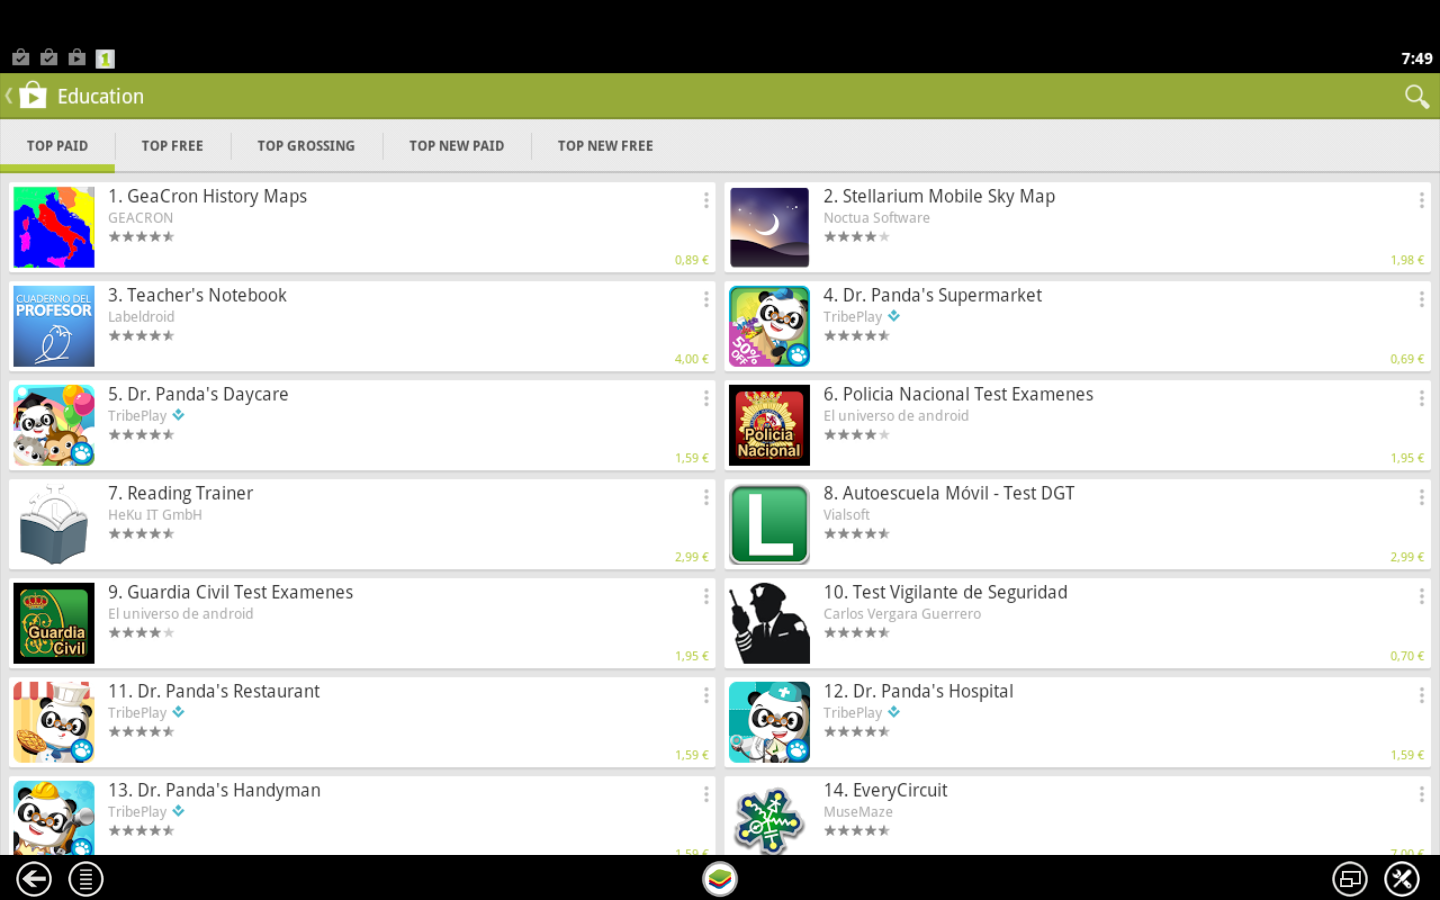 1
7:49
Education
TOP PAID
TOP FREE
TOP GROSSING
TOP NEW PAID
TOP NEW FREE
1. GeaCron History Maps
GEACRON
0,89 €
2. Stellarium Mobile Sky Map
Noctua Software
1,98 €
CUADERNO DEL
PROFESOR
3. Teacher's Notebook
Labeldroid
4,00 €
50%
OFF
4. Dr. Panda's Supermarket
TribePlay
0,69 €
5. Dr. Panda's Daycare
TribePlay
1,59 €
Policia
Nacional
6. Policia Nacional Test Examenes
El universo de android
1,95 €
7. Reading Trainer
HeKu IT GmbH
2,99 €
L
8. Autoescuela Móvil - Test DGT
Vialsoft
2,99 €
Guardia
Civil
9. Guardia Civil Test Examenes
El universo de android
1,95 €
10. Test Vigilante de Seguridad
Carlos Vergara Guerrero
0,70 €
11. Dr. Panda's Restaurant
TribePlay
1,59 €
12. Dr. Panda's Hospital
TribePlay
1,59 €
13. Dr. Panda's Handyman
TribePlay
1,59 €
14. EveryCircuit
MuseMaze
7,00 €